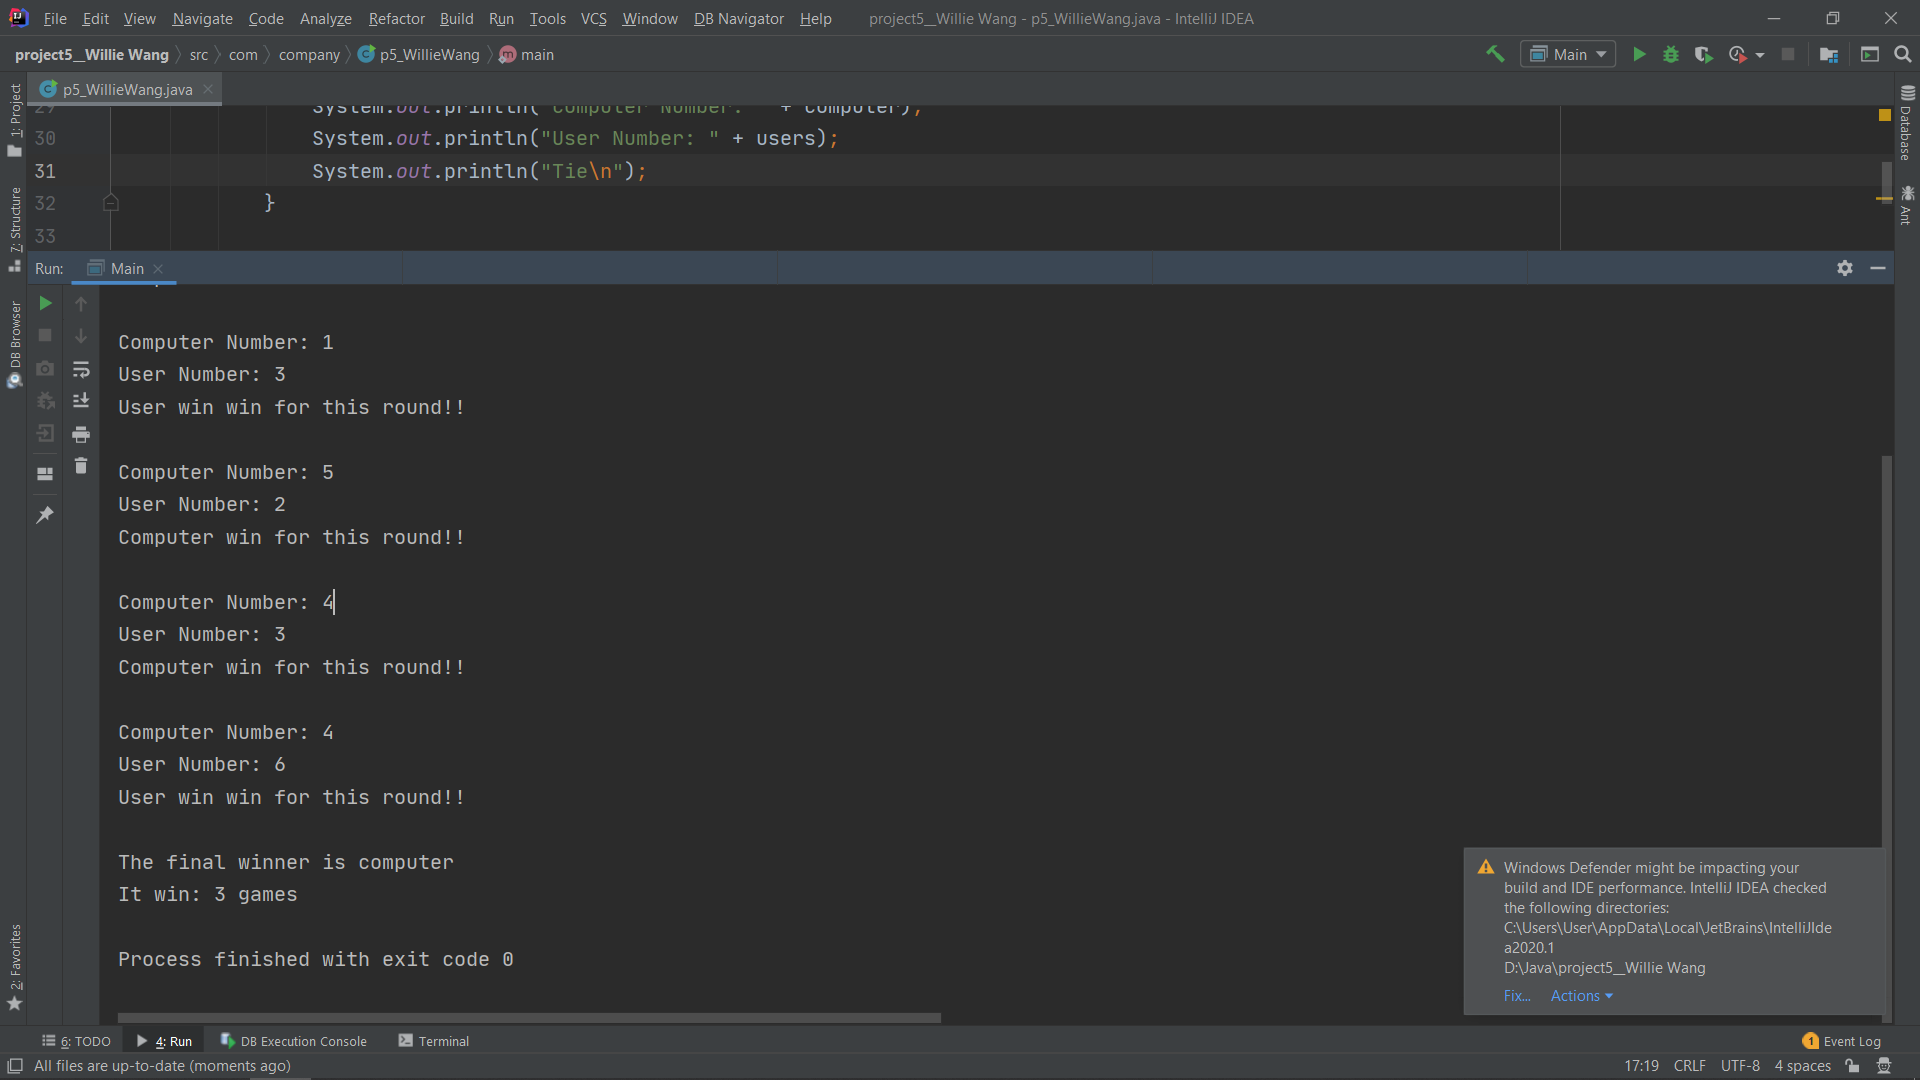 File Edit View Navigate Code Analyze Refactor Build Run Tools VCS Window DB Navigator Help project5__Willie Wang - p5_WillieWang.java - IntelliJ IDEA
project5__Willie Wang src com company p5_WillieWang main Main
p5_WillieWang.java
1: Project
7: Structure
DB Browser
2: Favorites
Database
Ant
29 System.out.println("Computer Number: " + computer);
30 System.out.println("User Number: " + users);
31 System.out.println("Tie\n");
32 }
33
Run: Main
Computer Number: 1
User Number: 3
User win win for this round!!
Computer Number: 5
User Number: 2
Computer win for this round!!
Computer Number: 4
User Number: 3
Computer win for this round!!
Computer Number: 4
User Number: 6
User win win for this round!!
The final winner is computer
It win: 3 games
Process finished with exit code 0
Windows Defender might be impacting your
build and IDE performance. IntelliJ IDEA checked
the following directories:
C:\Users\User\AppData\Local\JetBrains\IntelliJIde
a2020.1
D:\Java\project5__Willie Wang
Fix... Actions
6: TODO 4: Run DB Execution Console Terminal 1 Event Log
All files are up-to-date (moments ago) 17:19 CRLF UTF-8 4 spaces